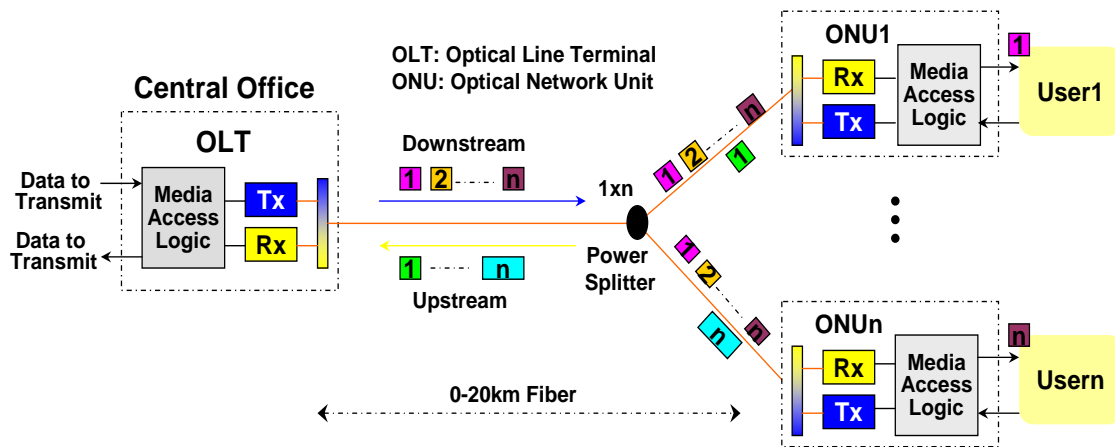 OLT: Optical Line Terminal
ONU: Optical Network Unit
Central Office
OLT
Data to
Transmit
Data to
Transmit
Media
Access
Logic
Tx
Rx
Downstream
1 2 n
1 n
Upstream
1xn
Power
Splitter
0-20km Fiber
1 2 n
1
1 2 n
n
ONU1
Rx
Tx
Media
Access
Logic
1
User1
ONUn
Rx
Tx
Media
Access
Logic
n
Usern